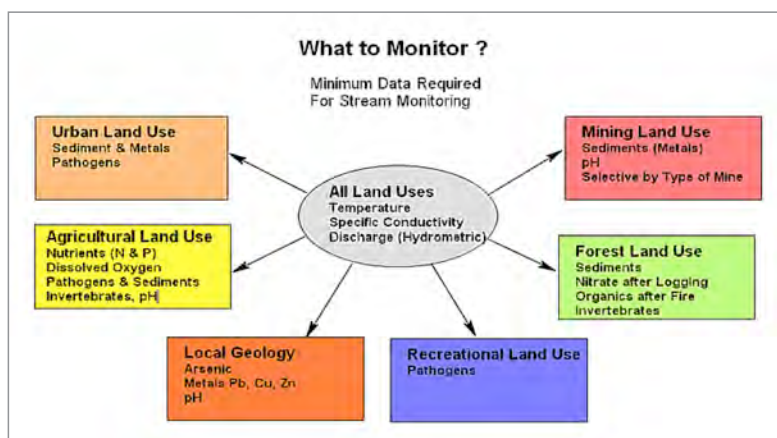 What to Monitor ?
Minimum Data Required
For Stream Monitoring
Urban Land Use
Sediment & Metals
Pathogens
Mining Land Use
Sediments (Metals)
pH
Selective by Type of Mine
All Land Uses
Temperature
Specific Conductivity
Discharge (Hydrometric)
Agricultural Land Use
Nutrients (N & P)
Dissolved Oxygen
Pathogens & Sediments
Invertebrates, pH
Forest Land Use
Sediments
Nitrate after Logging
Organics after Fire
Invertebrates
Local Geology
Arsenic
Metals Pb, Cu, Zn
pH
Recreational Land Use
Pathogens